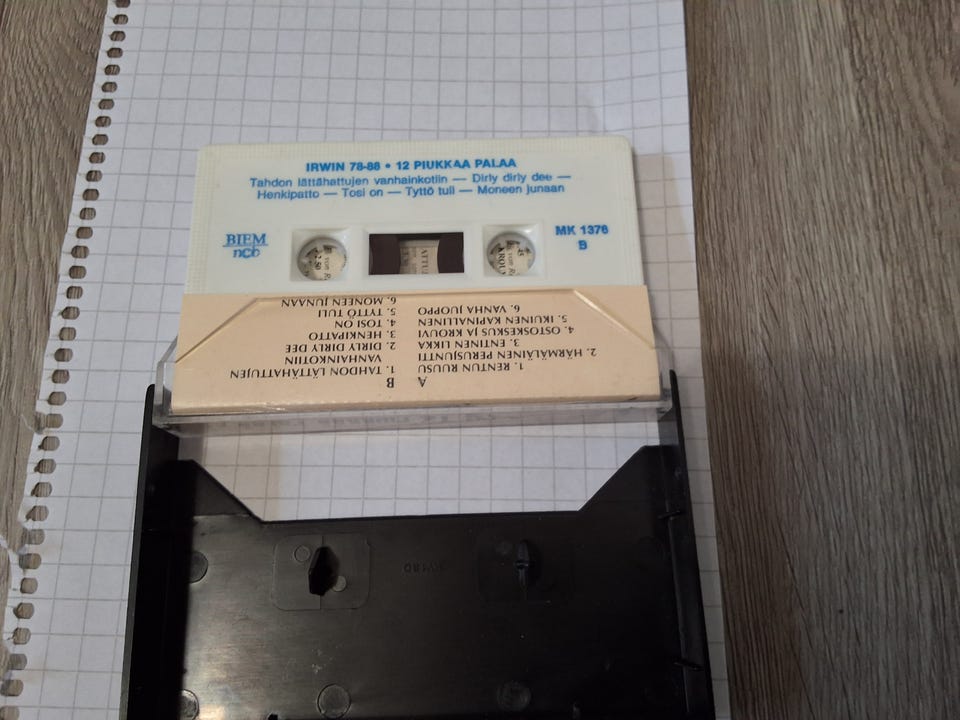 IRWIN 78-88 • 12 PIUKKAA PALAA
Tahdon lättähattujen vanhainkotiin — Dirly dirly dee —
Henkipatto — Tosi on — Tyttö tuli — Moneen junaan
BIEM
ncb
MK 1376
B
A
1. RENTUN RUUSU
2. HÄRMÄLÄINEN PERUSJUNTTI
3. ENTINEN LIKKA
4. OSTOSKESKUS JA KROUVI
5. IKUINEN KAPINALLINEN
6. VANHA JUOPPO
B
1. TAHDON LÄTTÄHATTUJEN
VANHAINKOTIIN
2. DIRLY DIRLY DEE
3. HENKIPATTO
4. TOSI ON
5. TYTTÖ TULI
6. MONEEN JUNAAN